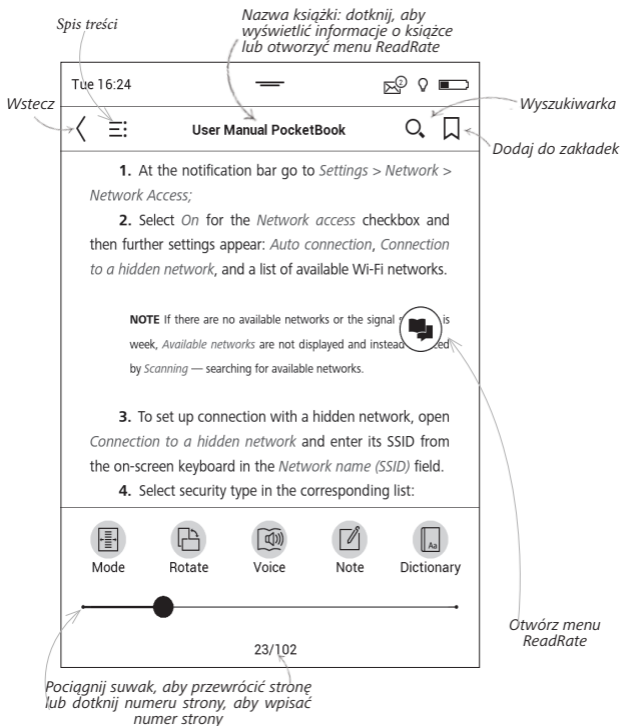 Nazwa książki: dotknij, aby
wyświetlić informacje o książce
lub otworzyć menu ReadRate
Spis treści
Wstecz
Tue 16:24
2
User Manual PocketBook
Wyszukiwarka
Dodaj do zakładek
1. At the notification bar go to Settings > Network >
Network Access;
2. Select On for the Network access checkbox and
then further settings appear: Auto connection, Connection
to a hidden network, and a list of available Wi-Fi networks.
NOTE If there are no available networks or the signal is
week, Available networks are not displayed and instead
by Scanning — searching for available networks.
3. To set up connection with a hidden network, open
Connection to a hidden network and enter its SSID from
the on-screen keyboard in the Network name (SSID) field.
4. Select security type in the corresponding list:
Aa
Mode Rotate Voice Note Dictionary
23/102
Otwórz menu
ReadRate
Pociągnij suwak, aby przewrócić stronę
lub dotknij numeru strony, aby wpisać
numer strony